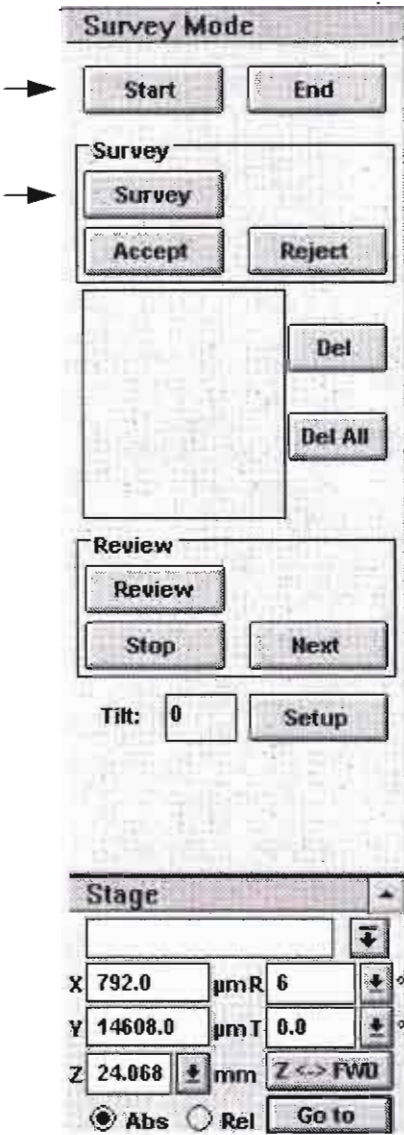 Survey Mode
Start End
Survey
Survey
Accept Reject
Del
Del All
Review
Review
Stop Next
Tilt: 0 Setup
Stage
X 792.0 µm R 6 °
Y 14608.0 µm T 0.0 °
Z 24.068 mm Z <-> FWD
Abs Rel Go to